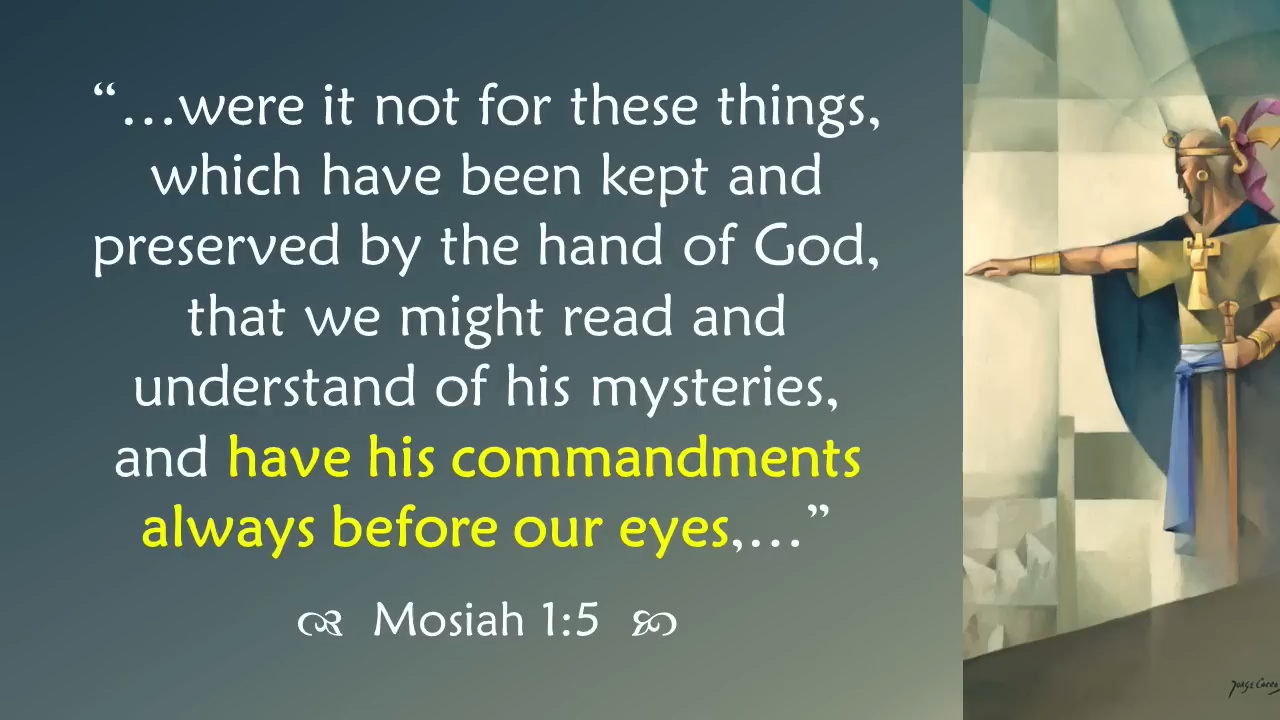 “…were it not for these things,
which have been kept and
preserved by the hand of God,
that we might read and
understand of his mysteries,
and have his commandments
always before our eyes,…”
Mosiah 1:5